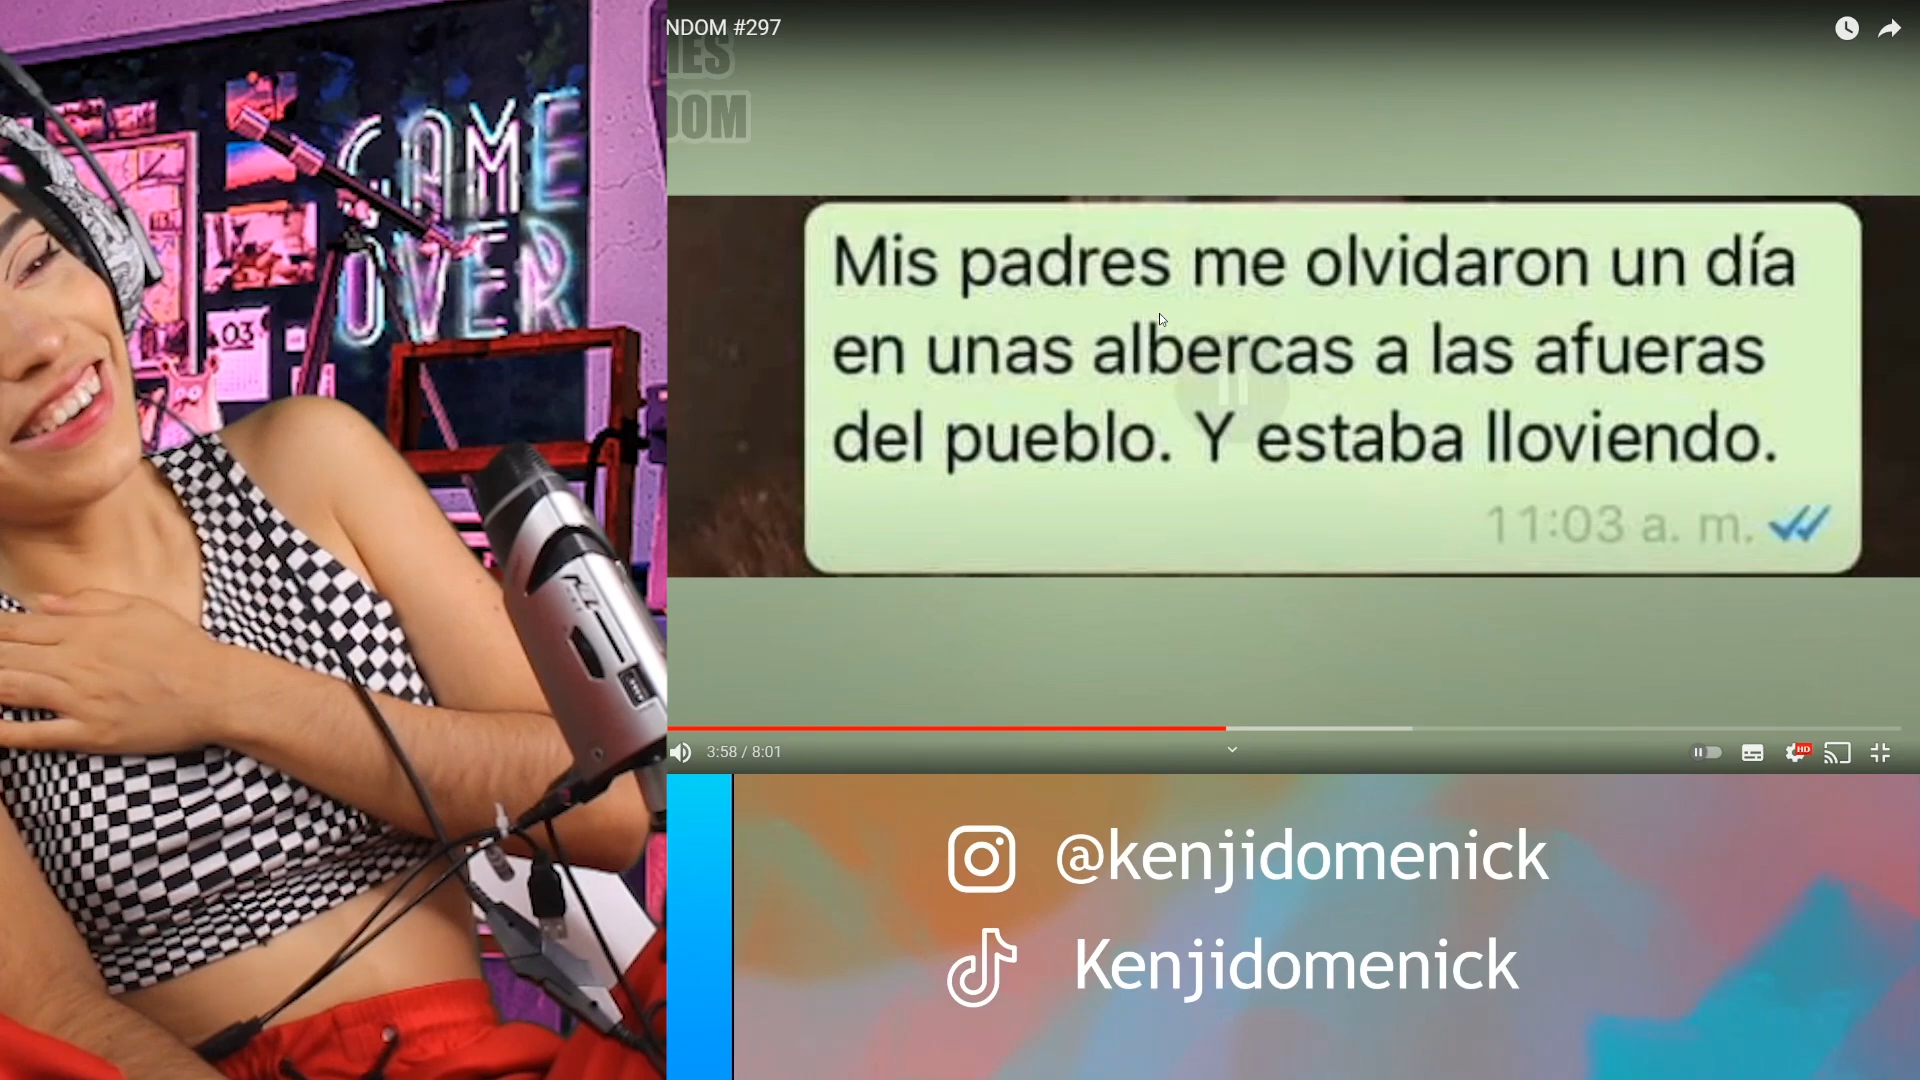 NDOM #297
GAME
OVER
03
Mis padres me olvidaron un día
en unas albercas a las afueras
del pueblo. Y estaba lloviendo.
11:03 a. m.
3:58 / 8:01
HD
@kenjidomenick
Kenjidomenick